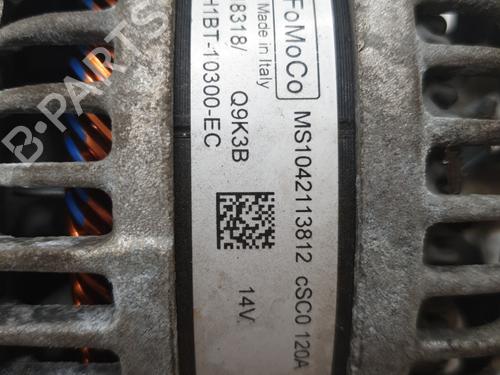 FoMoCo
Made in Italy
8318/
H1BT-10300-EC
MS1042113812 cSC0 120A
Q9K3B
14V
B-PARTS